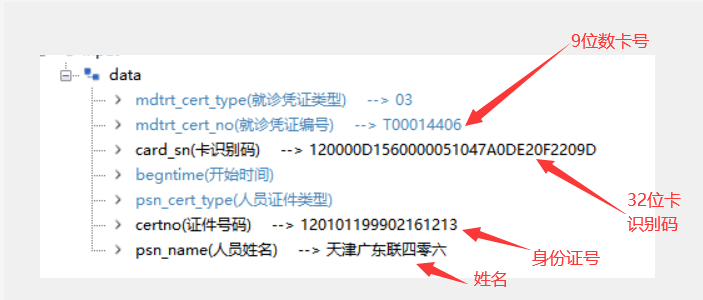 9位数卡号
data
mdtrt_cert_type(就诊凭证类型) --> 03
mdtrt_cert_no(就诊凭证编号) --> T00014406
card_sn(卡识别码) --> 120000D1560000051047A0DE20F2209D
begntime(开始时间)
psn_cert_type(人员证件类型)
certno(证件号码) --> 120101199902161213
psn_name(人员姓名) --> 天津广东联四零六
32位卡
识别码
身份证号
姓名